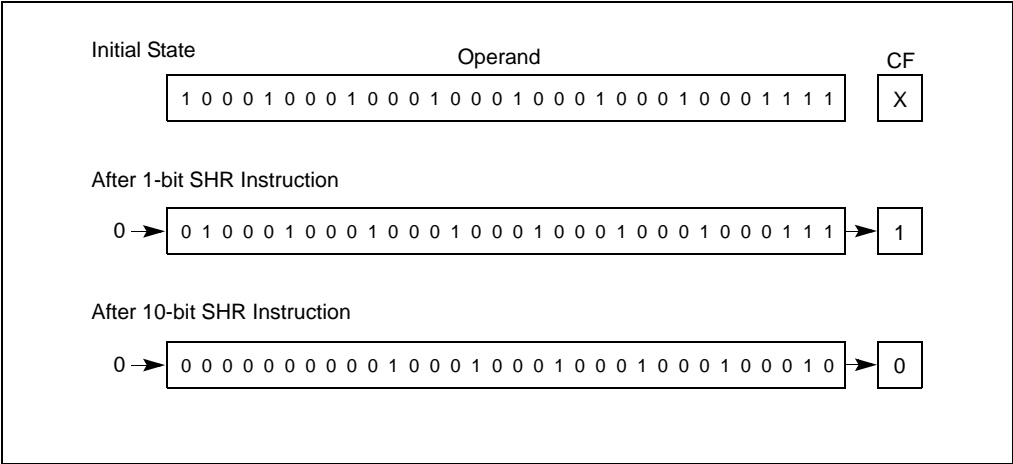 Initial State
Operand
CF
1 0 0 0 1 0 0 0 1 0 0 0 1 0 0 0 1 0 0 0 1 0 0 0 1 0 0 0 1 1 1 1
X
After 1-bit SHR Instruction
0
0 1 0 0 0 1 0 0 0 1 0 0 0 1 0 0 0 1 0 0 0 1 0 0 0 1 0 0 0 1 1 1
1
After 10-bit SHR Instruction
0
0 0 0 0 0 0 0 0 0 0 1 0 0 0 1 0 0 0 1 0 0 0 1 0 0 0 1 0 0 0 1 0
0